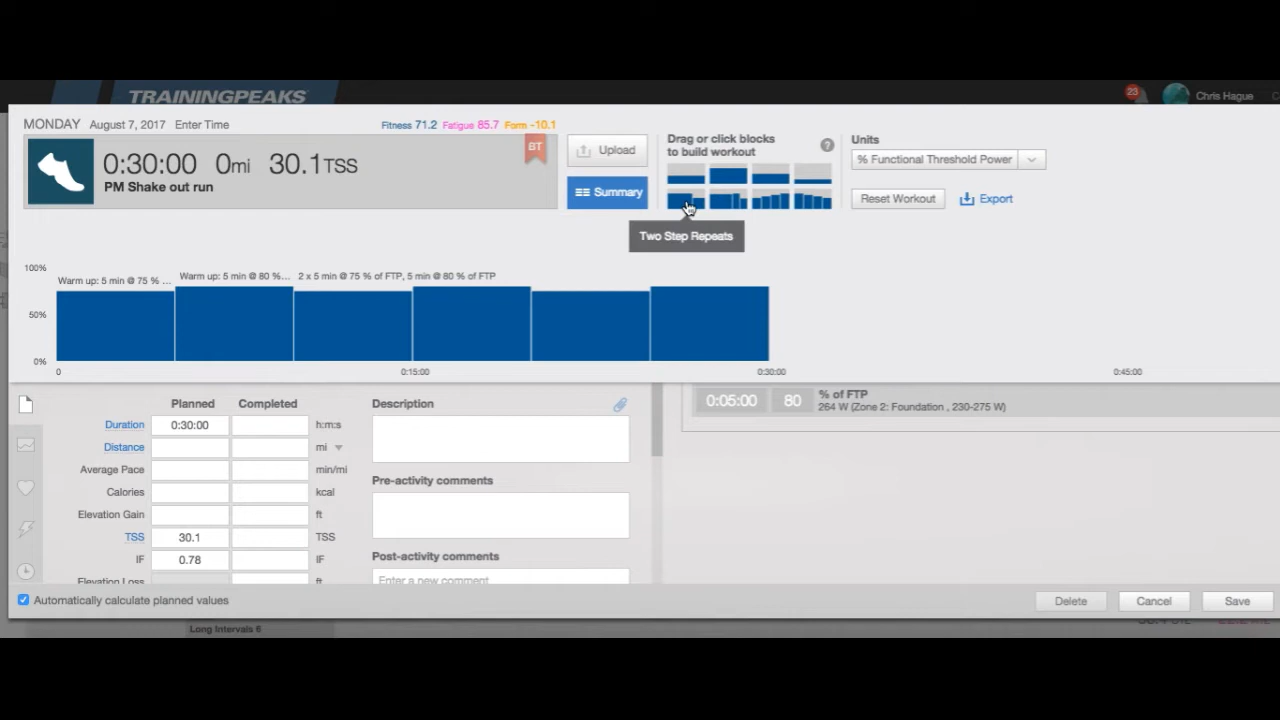 TRAININGPEAKS
23
Chris Hague
MONDAY August 7, 2017 Enter Time
Fitness 71.2 Fatigue 85.7 Form -10.1
0:30:00 0mi 30.1TSS
PM Shake out run
BT
Upload
Summary
Drag or click blocks
to build workout
?
Units
% Functional Threshold Power
Reset Workout
Export
Two Step Repeats
100%
50%
0%
Warm up: 5 min @ 75 % ...
Warm up: 5 min @ 80 %...
2 x 5 min @ 75 % of FTP, 5 min @ 80 % of FTP
0
0:15:00
0:30:00
0:45:00
Planned Completed
Duration 0:30:00 h:m:s
Distance mi
Average Pace min/mi
Calories kcal
Elevation Gain ft
TSS 30.1 TSS
IF 0.78 IF
Elevation Loss ft
Description
Pre-activity comments
Post-activity comments
Enter a new comment
0:05:00 80 % of FTP
264 W (Zone 2: Foundation , 230-275 W)
Automatically calculate planned values
Delete
Cancel
Save
Long Intervals 6